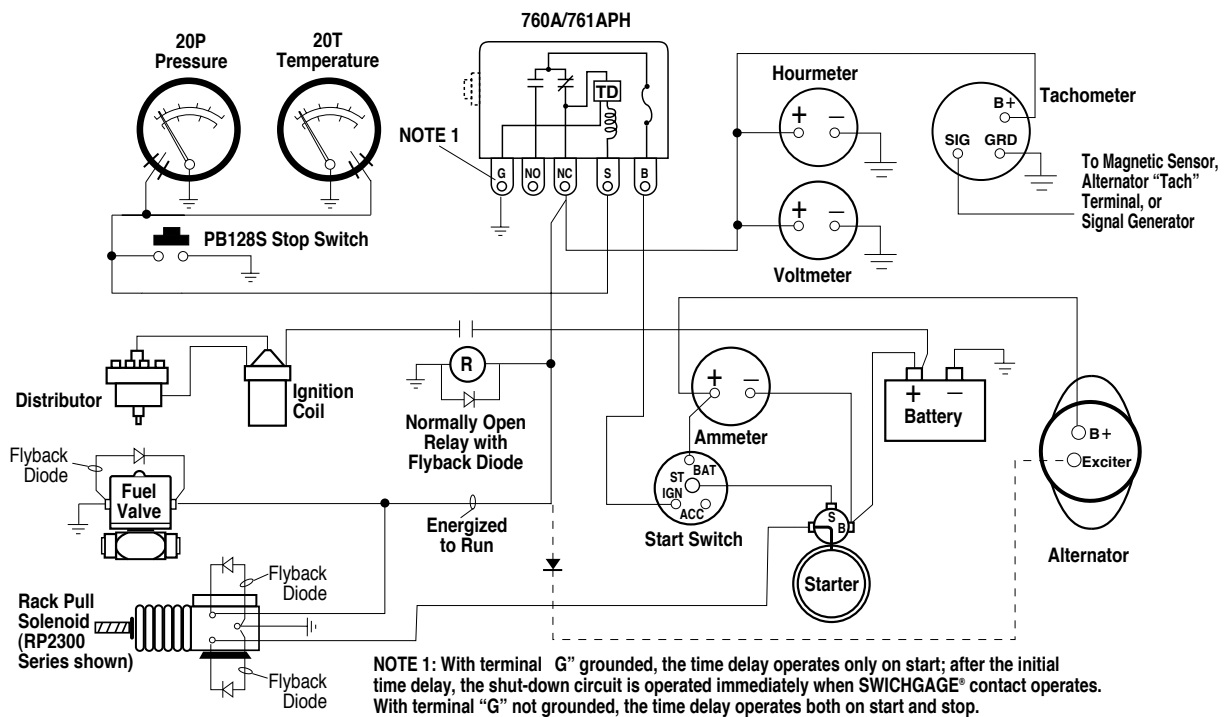 760A/761APH
20P
Pressure
20T
Temperature
TD
NOTE 1
G
NO
NC
S
B
Hourmeter
+ −
B+
SIG
GRD
Tachometer
To Magnetic Sensor,
Alternator “Tach”
Terminal, or
Signal Generator
+ −
Voltmeter
PB128S Stop Switch
Distributor
Ignition
Coil
R
Normally Open
Relay with
Flyback Diode
+ −
Ammeter
+ −
Battery
B+
Exciter
Alternator
BAT
ST
IGN
ACC
Start Switch
S
B
Starter
Flyback
Diode
Fuel
Valve
Energized
to Run
Flyback
Diode
Rack Pull
Solenoid
(RP2300
Series shown)
Flyback
Diode
NOTE 1: With terminal G” grounded, the time delay operates only on start; after the initial
time delay, the shut-down circuit is operated immediately when SWICHGAGE® contact operates.
With terminal “G” not grounded, the time delay operates both on start and stop.